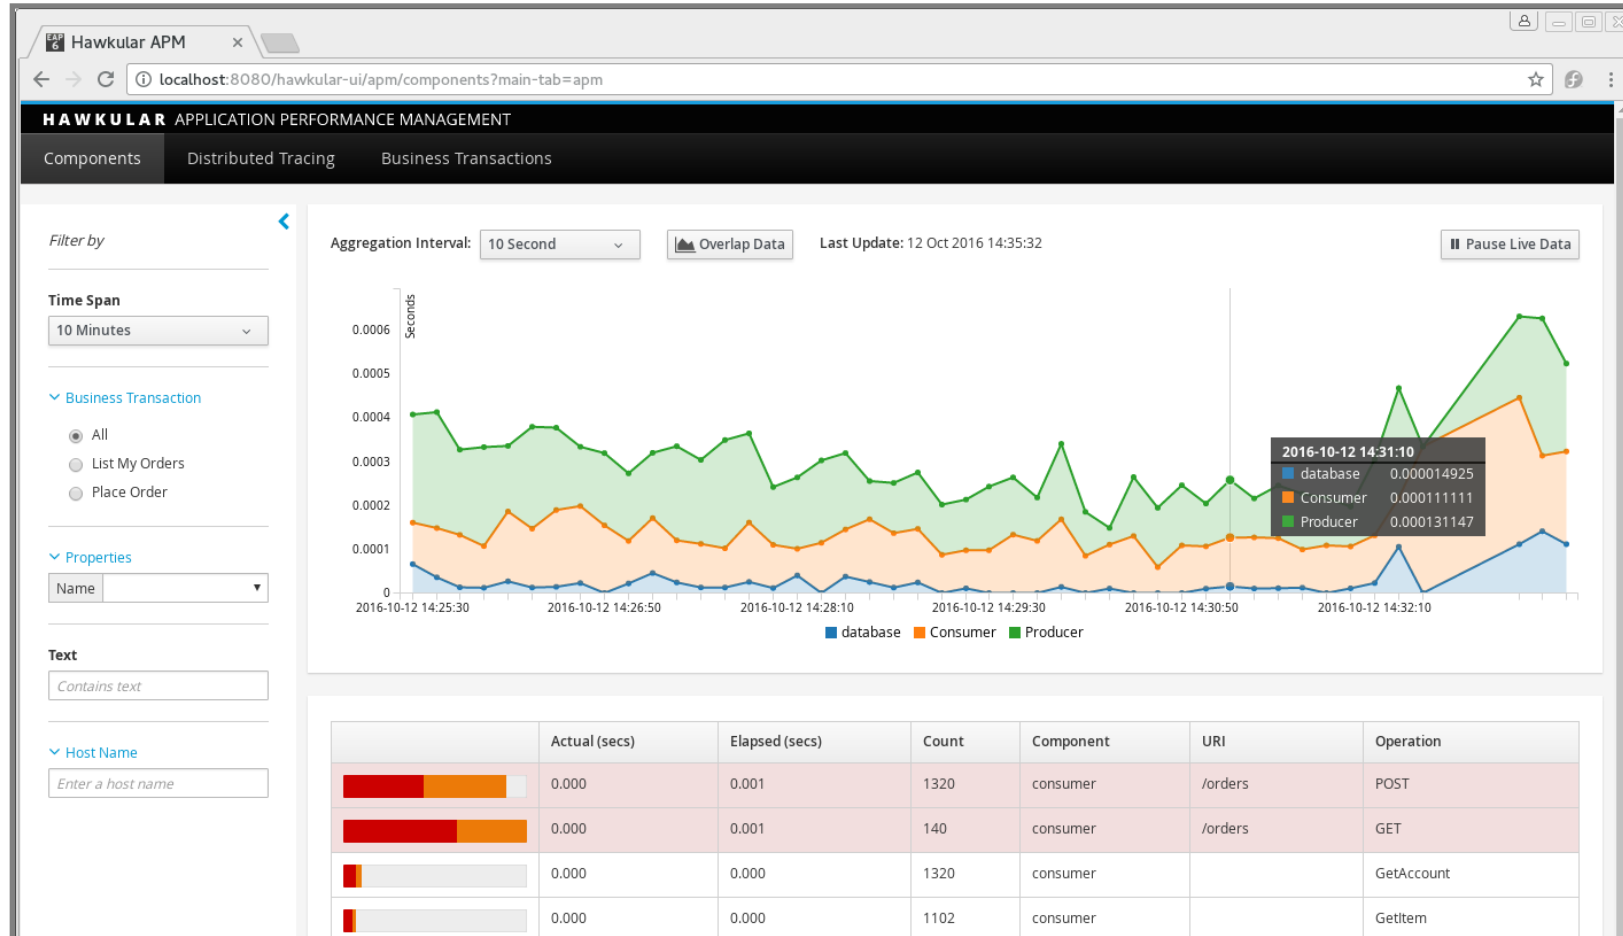 EAP 6 Hawkular APM
localhost:8080/hawkular-ui/apm/components?main-tab=apm
HAWKULAR APPLICATION PERFORMANCE MANAGEMENT
Components Distributed Tracing Business Transactions
Filter by
Time Span
10 Minutes
Business Transaction
All
List My Orders
Place Order
Properties
Name
Text
Contains text
Host Name
Enter a host name
Aggregation Interval: 10 Second Overlap Data Last Update: 12 Oct 2016 14:35:32 Pause Live Data
Seconds
0.0006
0.0005
0.0004
0.0003
0.0002
0.0001
0
2016-10-12 14:31:10
database 0.000014925
Consumer 0.000111111
Producer 0.000131147
2016-10-12 14:25:30 2016-10-12 14:26:50 2016-10-12 14:28:10 2016-10-12 14:29:30 2016-10-12 14:30:50 2016-10-12 14:32:10
database Consumer Producer
Actual (secs) Elapsed (secs) Count Component URI Operation
0.000 0.001 1320 consumer /orders POST
0.000 0.001 140 consumer /orders GET
0.000 0.000 1320 consumer GetAccount
0.000 0.000 1102 consumer GetItem